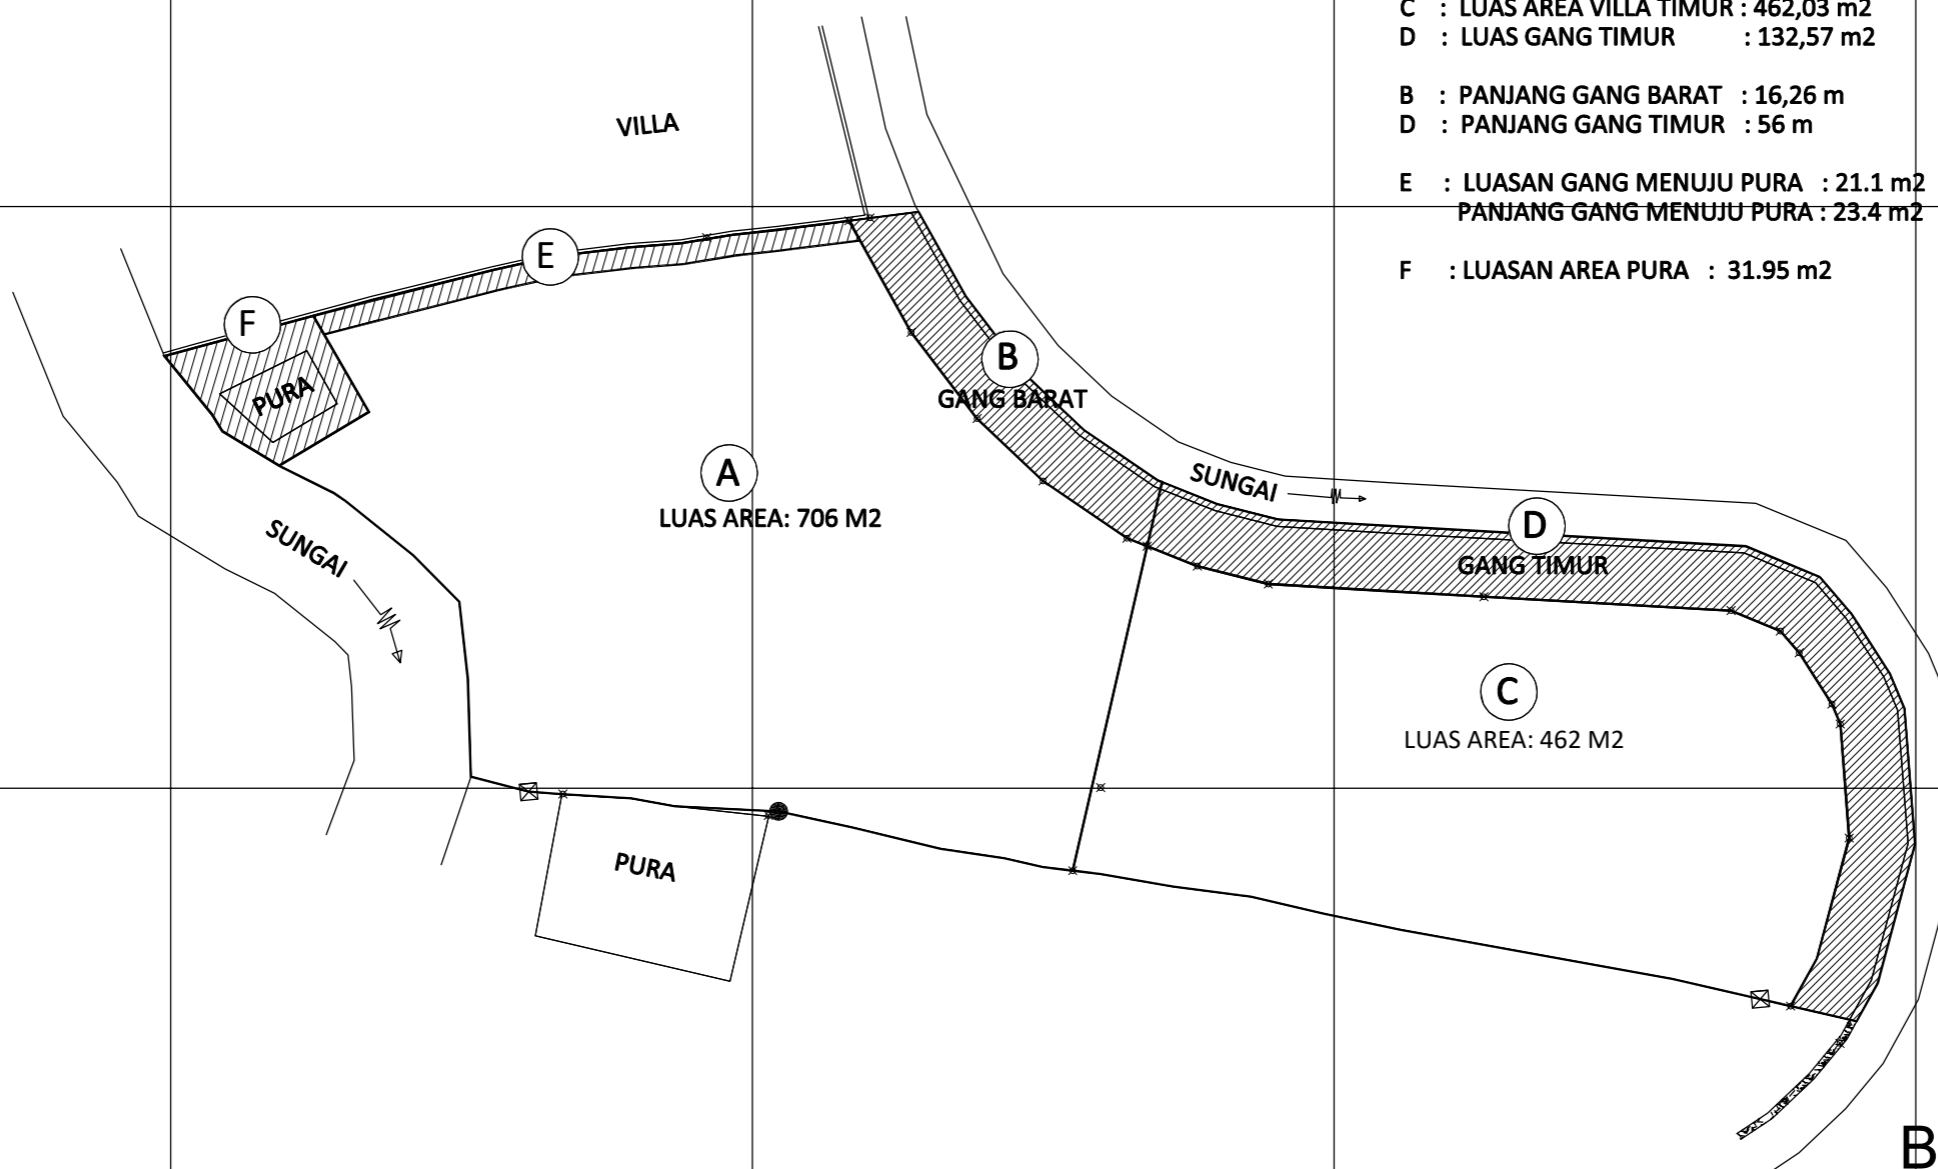 C : LUAS AREA VILLA TIMUR : 462,03 m2
D : LUAS GANG TIMUR : 132,57 m2
B : PANJANG GANG BARAT : 16,26 m
D : PANJANG GANG TIMUR : 56 m
E : LUASAN GANG MENUJU PURA : 21.1 m2
PANJANG GANG MENUJU PURA : 23.4 m2
F : LUASAN AREA PURA : 31.95 m2
VILLA
E
F
PURA
B
GANG BARAT
A
LUAS AREA: 706 M2
SUNGAI
SUNGAI
D
GANG TIMUR
C
LUAS AREA: 462 M2
PURA
B